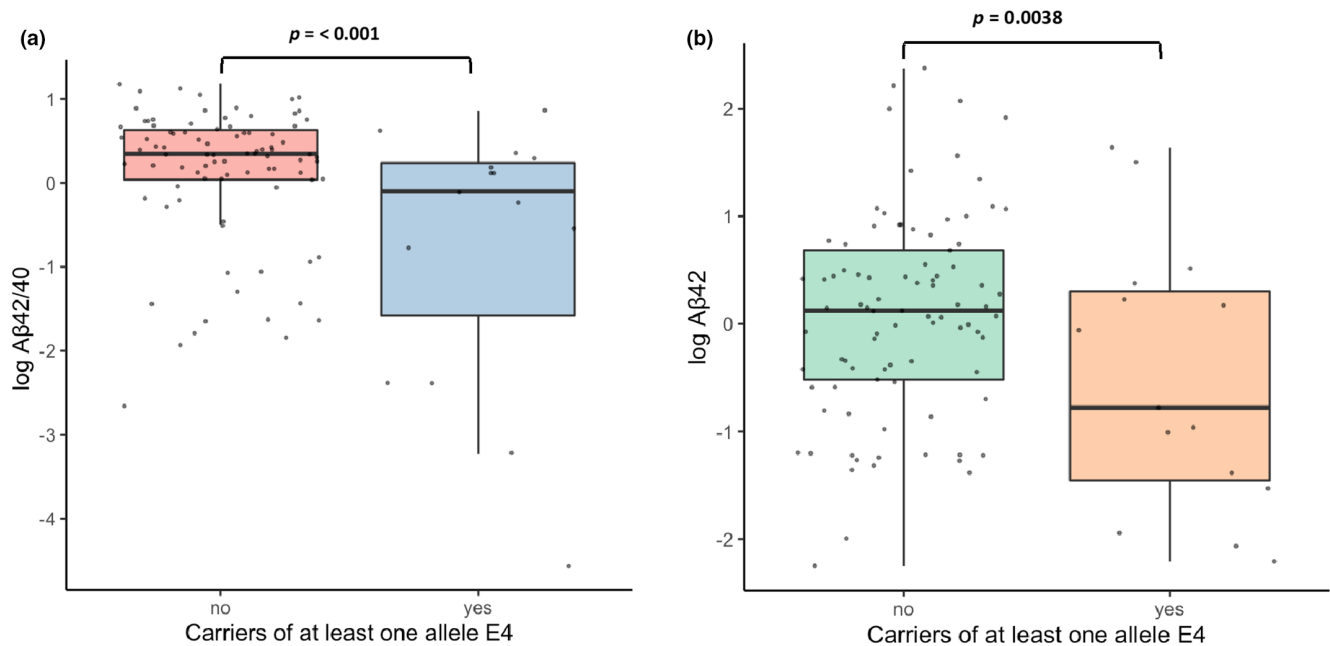 (a)
p = < 0.001
1
0
-1
-2
-3
-4
log Aβ42/40
no
yes
Carriers of at least one allele E4
(b)
p = 0.0038
2
1
0
-1
-2
log Aβ42
no
yes
Carriers of at least one allele E4